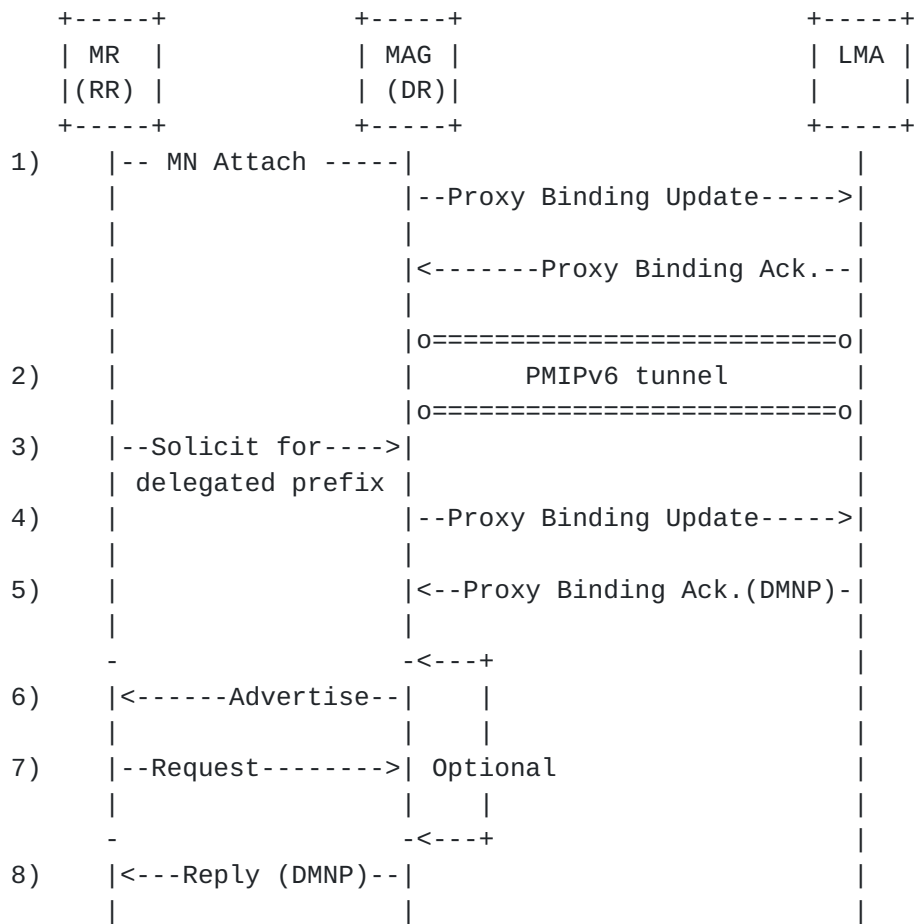 +-----+            +-----+                           +-----+
| MR  |            | MAG |                           | LMA |
|(RR) |            | (DR)|                           |     |
+-----+            +-----+                           +-----+
1)     |-- MN Attach -----|                           |
       |                  |--Proxy Binding Update----->|
       |                  |                           |
       |                  |<-------Proxy Binding Ack.--|
       |                  |                           |
       |                  |o==========================o|
2)     |                  |       PMIPv6 tunnel        |
       |                  |o==========================o|
3)     |--Solicit for---->|                           |
       | delegated prefix |                           |
4)     |                  |--Proxy Binding Update----->|
       |                  |                           |
5)     |                  |<--Proxy Binding Ack.(DMNP)-|
       |                  |                           |
       -                  -<---+                      |
6)     |<------Advertise--|    |                      |
       |                  |    |                      |
7)     |--Request-------->| Optional                  |
       |                  |    |                      |
       -                  -<---+                      |
8)     |<---Reply (DMNP)--|                           |
       |                  |                           |